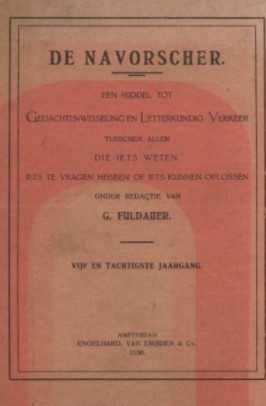 DE NAVORSCHER.
EEN MIDDEL TOT
GEDACHTENWISSELING EN LETTERKUNDIG VERKEER
TUSSCHEN ALLEN
DIE IETS WETEN,
IETS TE VRAGEN HEBBEN OF IETS KUNNEN OPLOSSEN
ONDER REDACTIE VAN
G. FULDAUER.
VIJF EN TACHTIGSTE JAARGANG.
AMSTERDAM
ENGELHARD, VAN EMBDEN & Co.
1936.